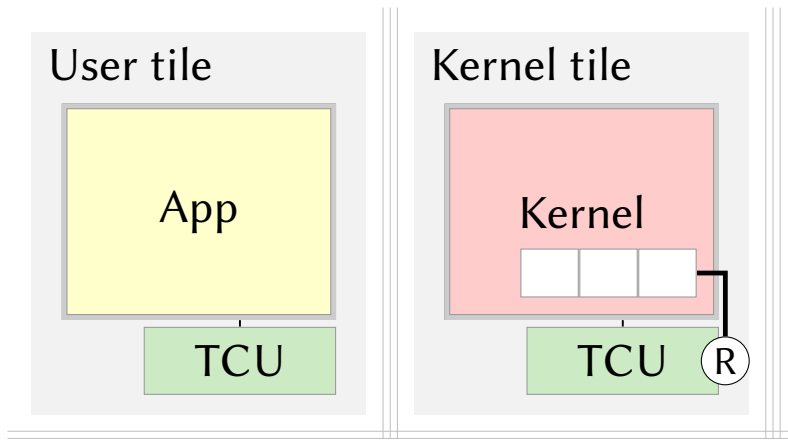 User tile
App
TCU
Kernel tile
Kernel
TCU
R